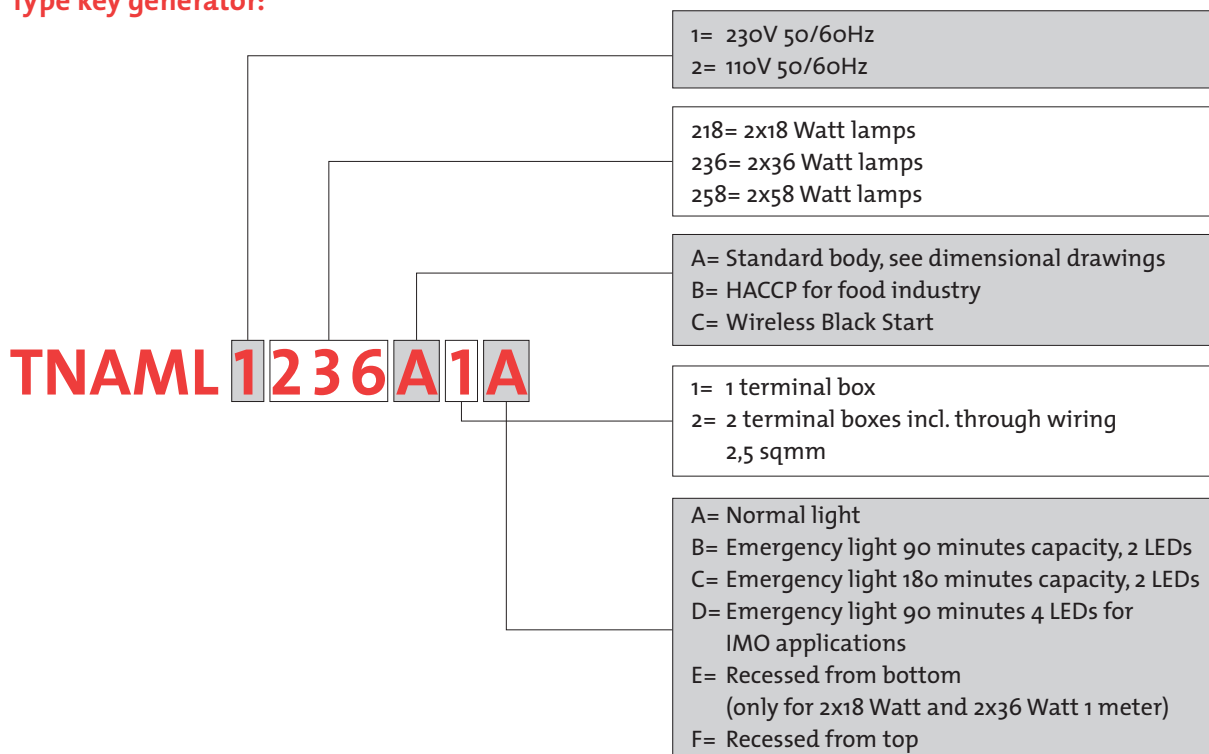 Type key generator:
1= 230V 50/60Hz
2= 110V 50/60Hz
218= 2x18 Watt lamps
236= 2x36 Watt lamps
258= 2x58 Watt lamps
A= Standard body, see dimensional drawings
B= HACCP for food industry
C= Wireless Black Start
TNAML 1 236 A 1 A
1= 1 terminal box
2= 2 terminal boxes incl. through wiring
2,5 sqmm
A= Normal light
B= Emergency light 90 minutes capacity, 2 LEDs
C= Emergency light 180 minutes capacity, 2 LEDs
D= Emergency light 90 minutes 4 LEDs for
IMO applications
E= Recessed from bottom
(only for 2x18 Watt and 2x36 Watt 1 meter)
F= Recessed from top